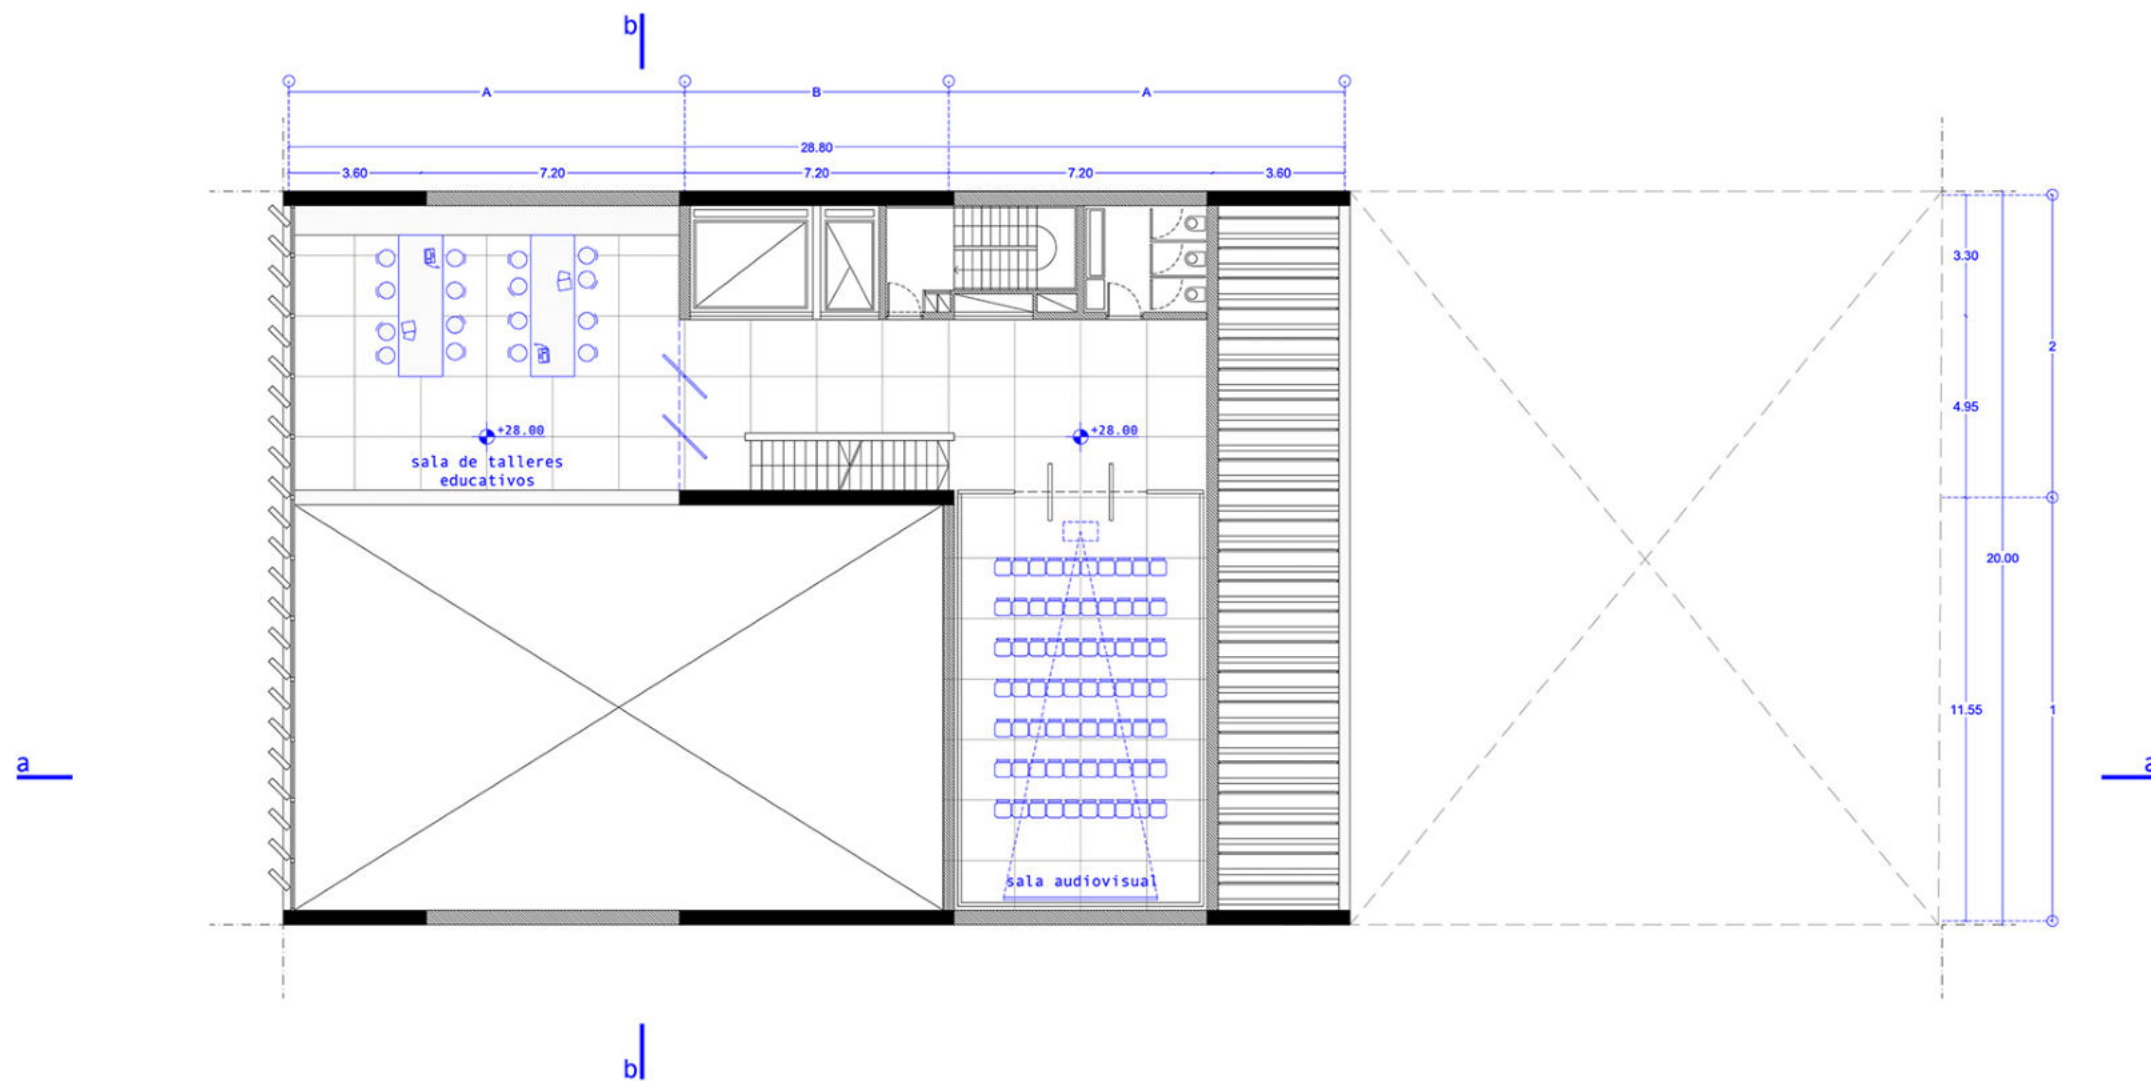 b
A B A
28.80
3.60 7.20 7.20 7.20 3.60
3.30
2
4.95
+28.00
+28.00
sala de talleres
educativos
20.00
11.55
1
a
a
sala audiovisual
b